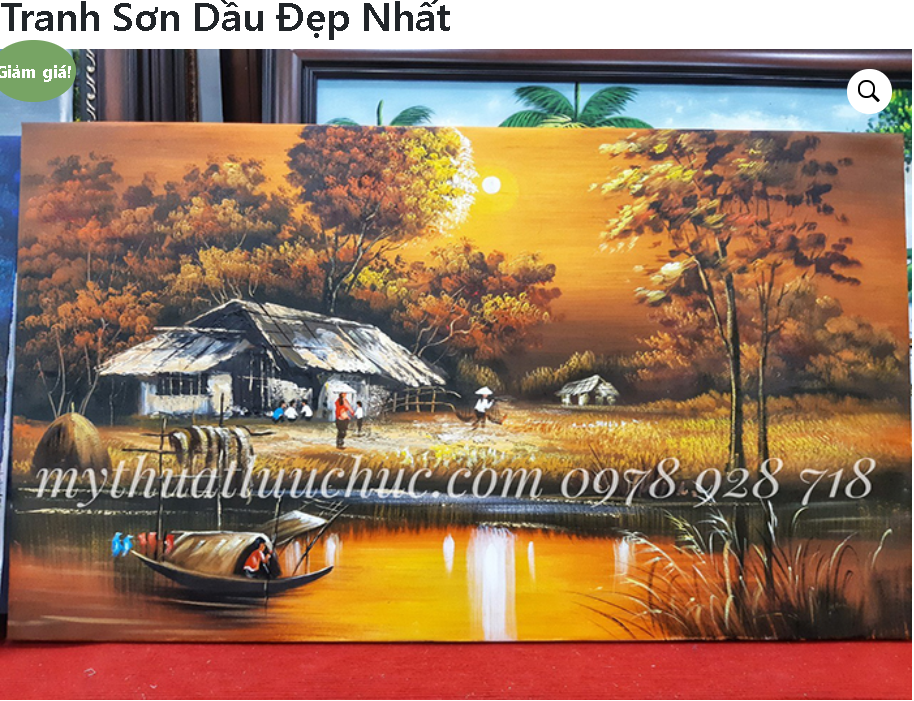 Tranh Sơn Dầu Đẹp Nhất
Giảm giá!
mythuatluuchuc.com 0978 928 718